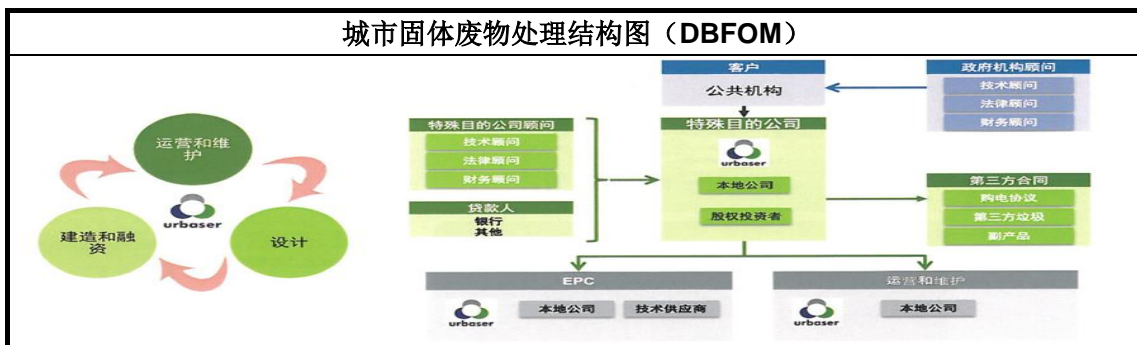 城市固体废物处理结构图（DBFOM）
运营和维
护
urbaser
建造和融
资
设计
客户
公共机构
政府机构顾问
技术顾问
法律顾问
财务顾问
特殊目的公司顾问
技术顾问
法律顾问
财务顾问
贷款人
银行
其他
特殊目的公司
urbaser
本地公司
股权投资者
第三方合同
购电协议
第三方垃圾
副产品
EPC
urbaser
本地公司
技术供应商
运营和维护
urbaser
本地公司